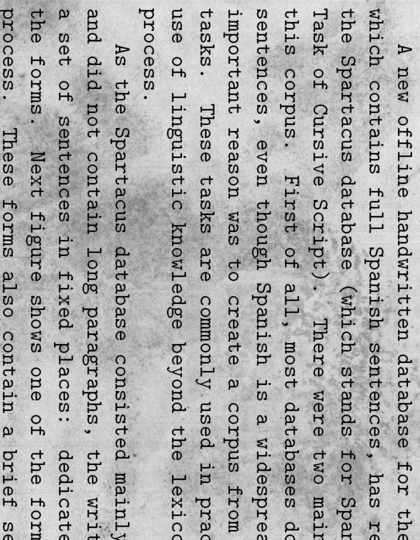 A new offline handwritten database for the
which contains full Spanish sentences, has re
the Spartacus database (which stands for Spar
Task of Cursive Script). There were two mair
this corpus. First of all, most databases do
sentences, even though Spanish is a widesprea
important reason was to create a corpus from
tasks. These tasks are commonly used in prac
use of linguistic knowledge beyond the lexico
process.
As the Spartacus database consisted mainly
and did not contain long paragraphs, the writ
a set of sentences in fixed places: dedicate
the forms. Next figure shows one of the form
process. These forms also contain a brief se